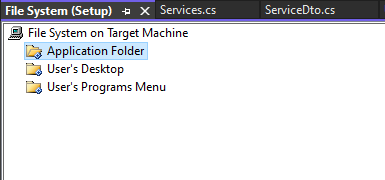 File System (Setup) Services.cs ServiceDto.cs
File System on Target Machine
Application Folder
User's Desktop
User's Programs Menu